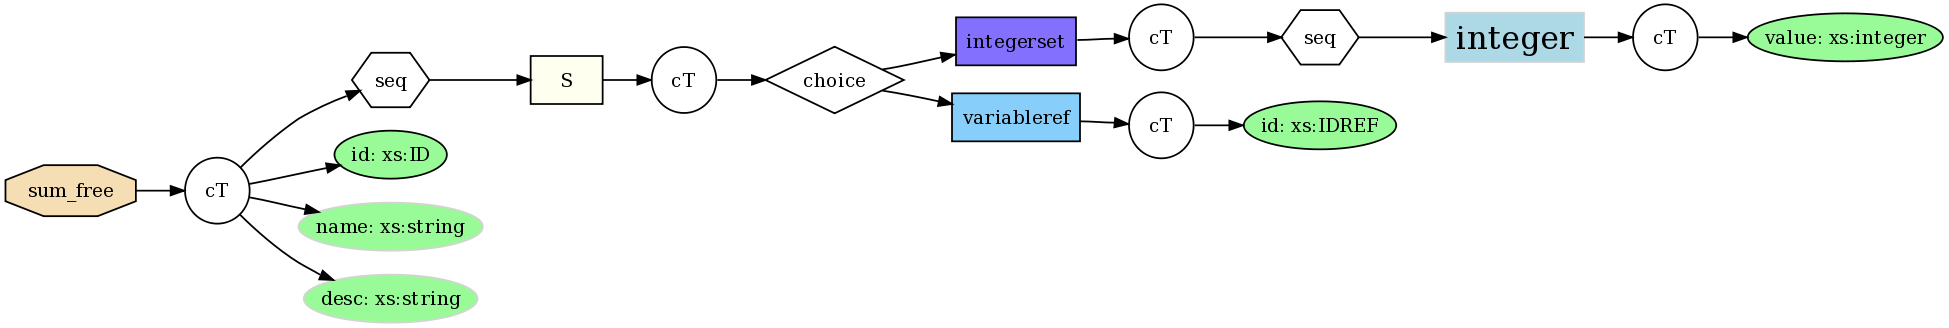 sum_free
cT
seq
id: xs:ID
name: xs:string
desc: xs:string
S
cT
choice
integerset
cT
seq
integer
cT
value: xs:integer
variableref
cT
id: xs:IDREF